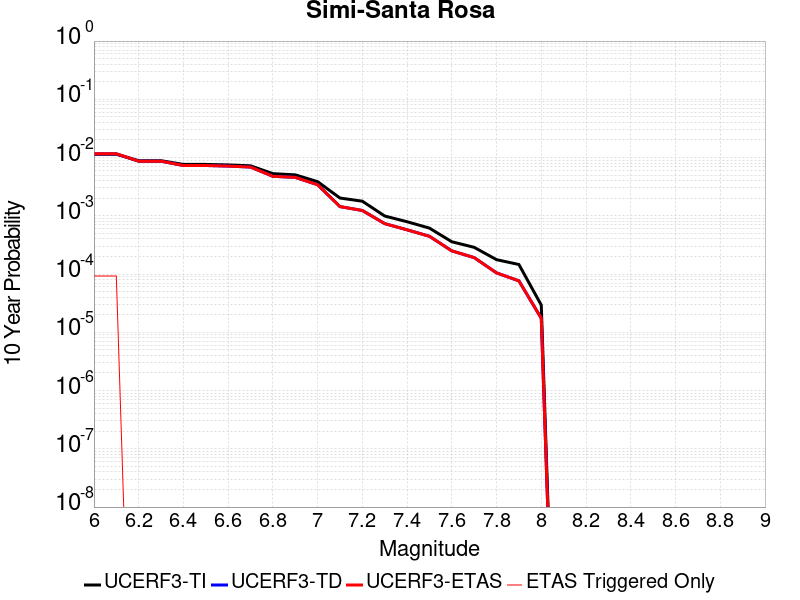 Simi-Santa Rosa
10 0
10 -1
10 -2
10 -3
10 -4
10 -5
10 -6
10 -7
10 -8
10 Year Probability
6 6.2 6.4 6.6 6.8 7 7.2 7.4 7.6 7.8 8 8.2 8.4 8.6 8.8 9
Magnitude
UCERF3-TI UCERF3-TD UCERF3-ETAS ETAS Triggered Only